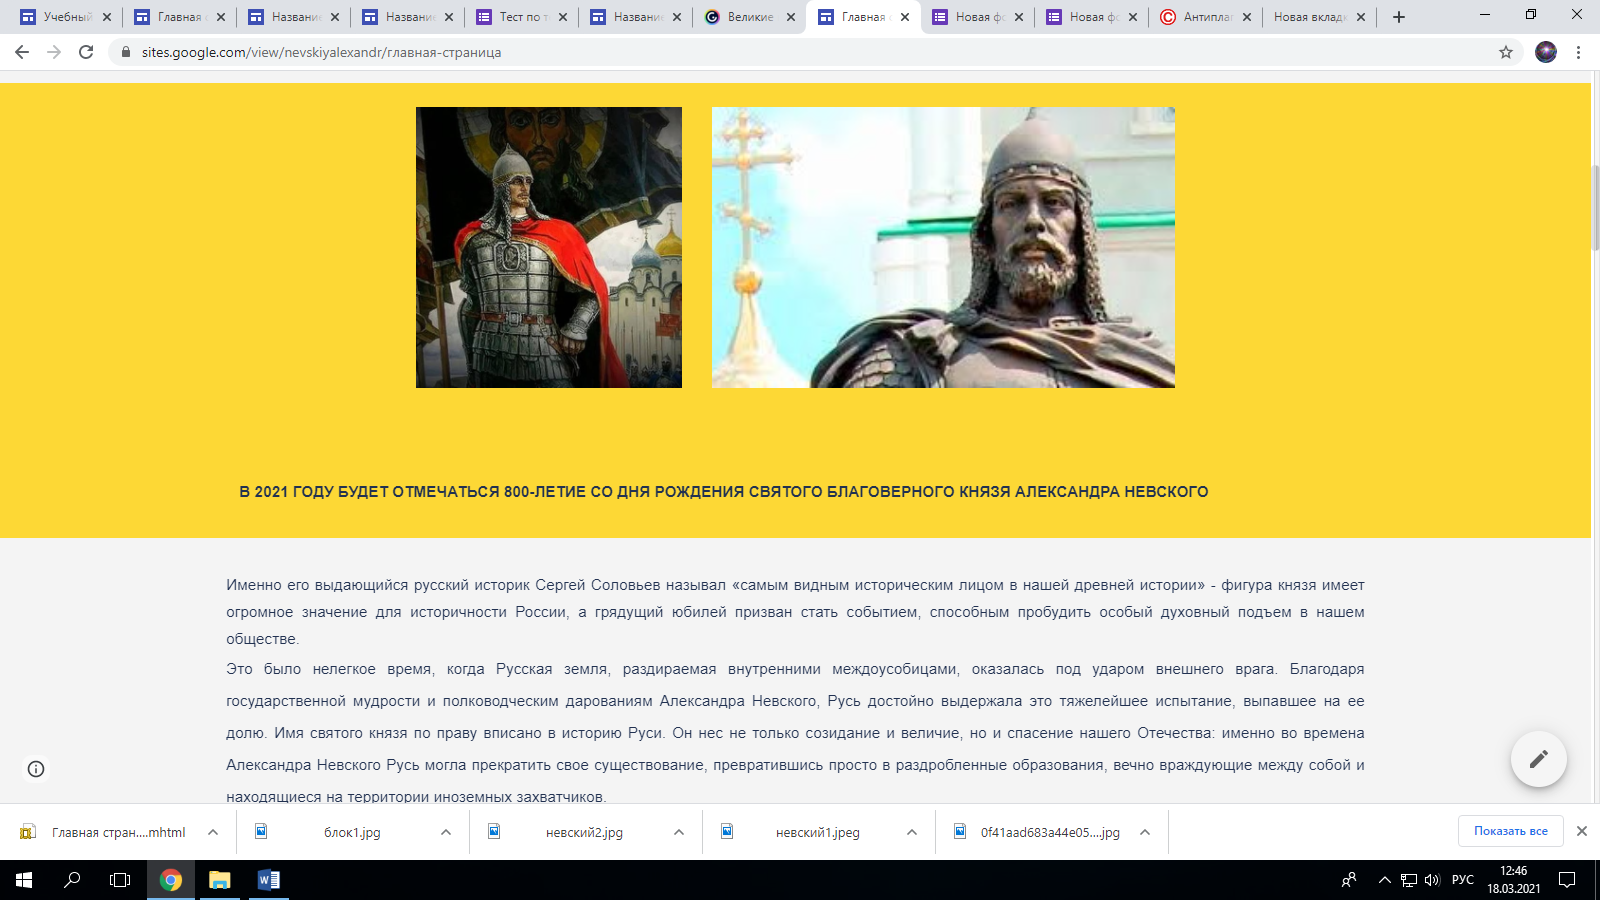 Учебный
Главная
Название
Название
Тест по т
Название
Великие
Главная
Новая фо
Новая фо
Антиплаг
Новая вкладк
sites.google.com/view/nevskiyalexandr/главная-страница
В 2021 ГОДУ БУДЕТ ОТМЕЧАТЬСЯ 800-ЛЕТИЕ СО ДНЯ РОЖДЕНИЯ СВЯТОГО БЛАГОВЕРНОГО КНЯЗЯ АЛЕКСАНДРА НЕВСКОГО
Именно его выдающийся русский историк Сергей Соловьев называл «самым видным историческим лицом в нашей древней истории» - фигура князя имеет
огромное значение для историчности России, а грядущий юбилей призван стать событием, способным пробудить особый духовный подъем в нашем
обществе.
Это было нелегкое время, когда Русская земля, раздираемая внутренними междоусобицами, оказалась под ударом внешнего врага. Благодаря
государственной мудрости и полководческим дарованиям Александра Невского, Русь достойно выдержала это тяжелейшее испытание, выпавшее на ее
долю. Имя святого князя по праву вписано в историю Руси. Он нес не только созидание и величие, но и спасение нашего Отечества: именно во времена
Александра Невского Русь могла прекратить свое существование, превратившись просто в раздробленные образования, вечно враждующие между собой и
находящиеся на территории иноземных захватчиков.
Главная стран....mhtml
блок1.jpg
невский2.jpg
невский1.jpeg
0f41aad683a44e05....jpg
Показать все
РУС
12:46
18.03.2021